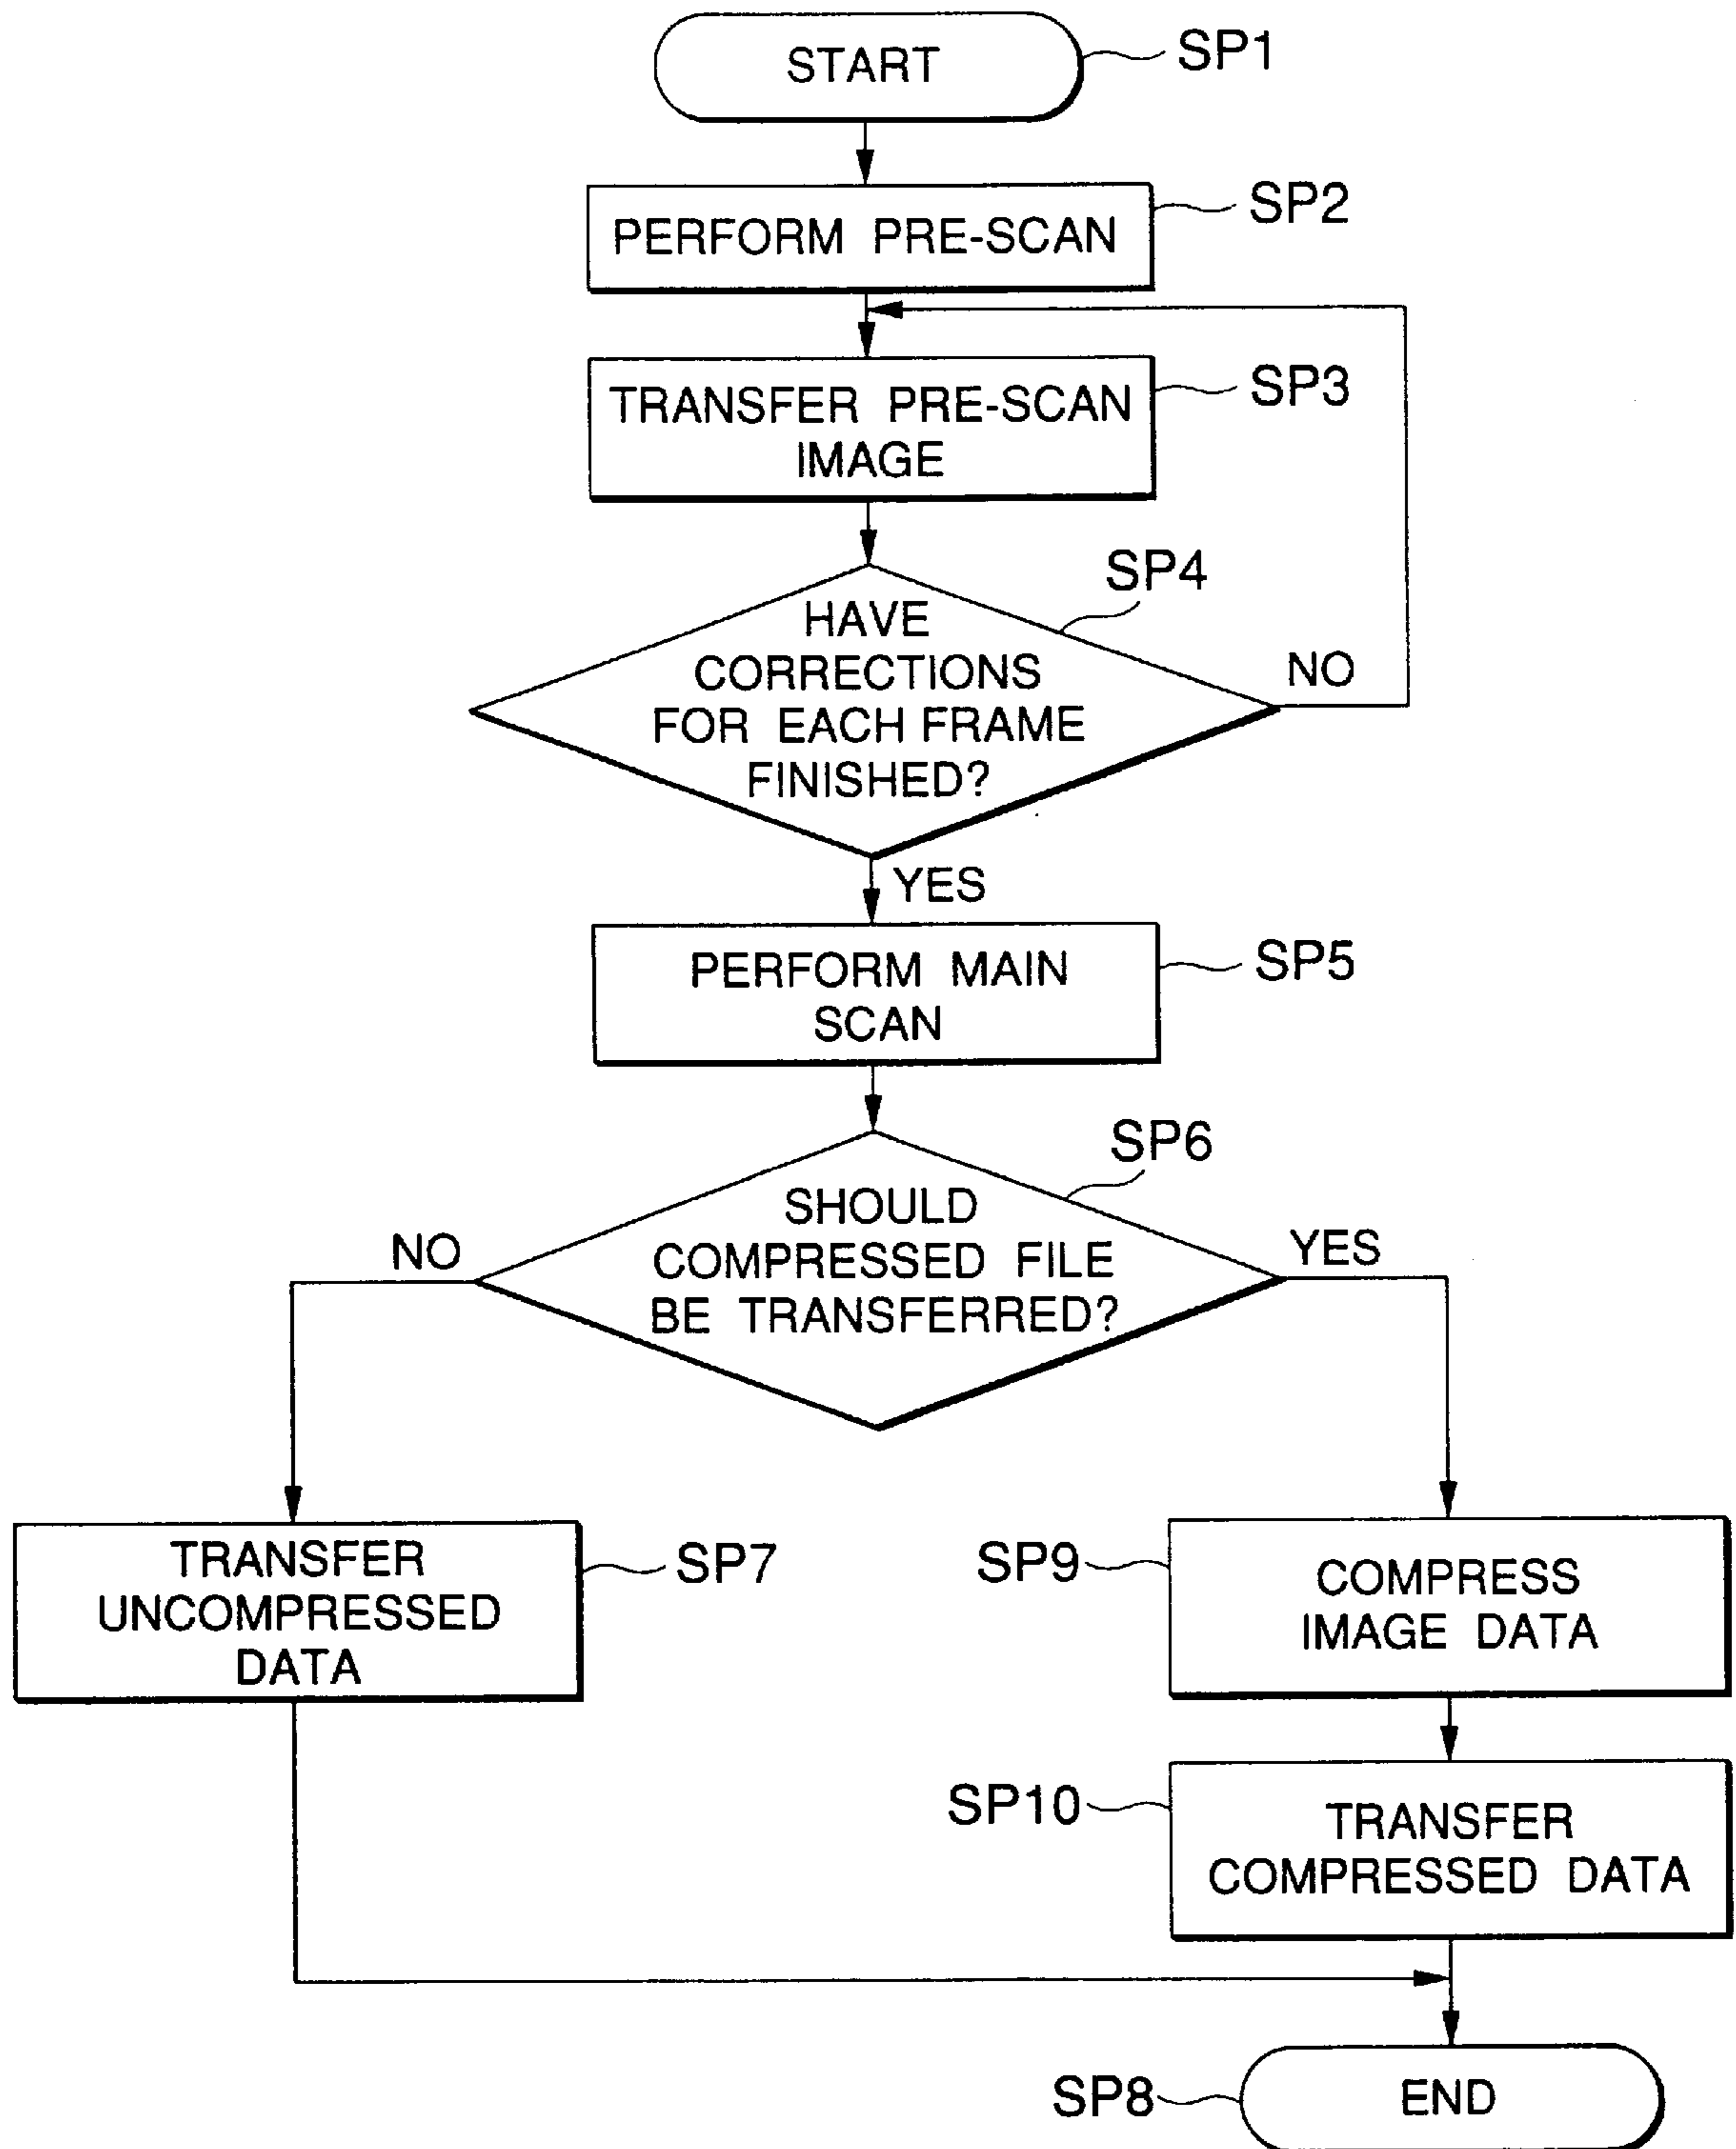 START
SP1
PERFORM PRE-SCAN
SP2
TRANSFER PRE-SCAN
IMAGE
SP3
SP4
HAVE
CORRECTIONS
FOR EACH FRAME
FINISHED?
NO
YES
PERFORM MAIN
SCAN
SP5
SP6
SHOULD
COMPRESSED FILE
BE TRANSFERRED?
NO
YES
TRANSFER
UNCOMPRESSED
DATA
SP7
SP9
COMPRESS
IMAGE DATA
SP10
TRANSFER
COMPRESSED DATA
SP8
END